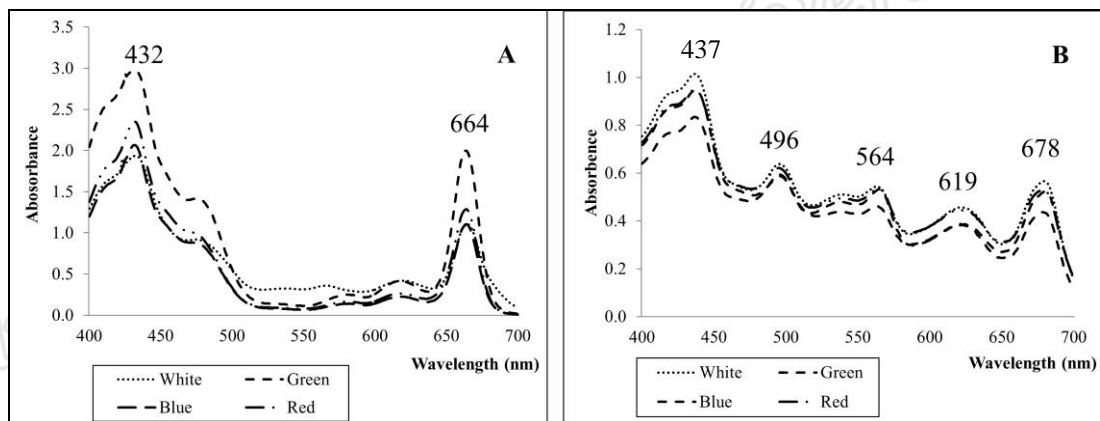 3.5
3.0
2.5
2.0
1.5
1.0
0.5
0.0
Abosorbance
432
664
A
400 450 500 550 600 650 700
Wavelength (nm)
White Green
Blue Red
1.2
1.0
0.8
0.6
0.4
0.2
0.0
Absorbence
437
496
564
619
678
B
400 450 500 550 600 650 700
Wavelength (nm)
White Green
Blue Red